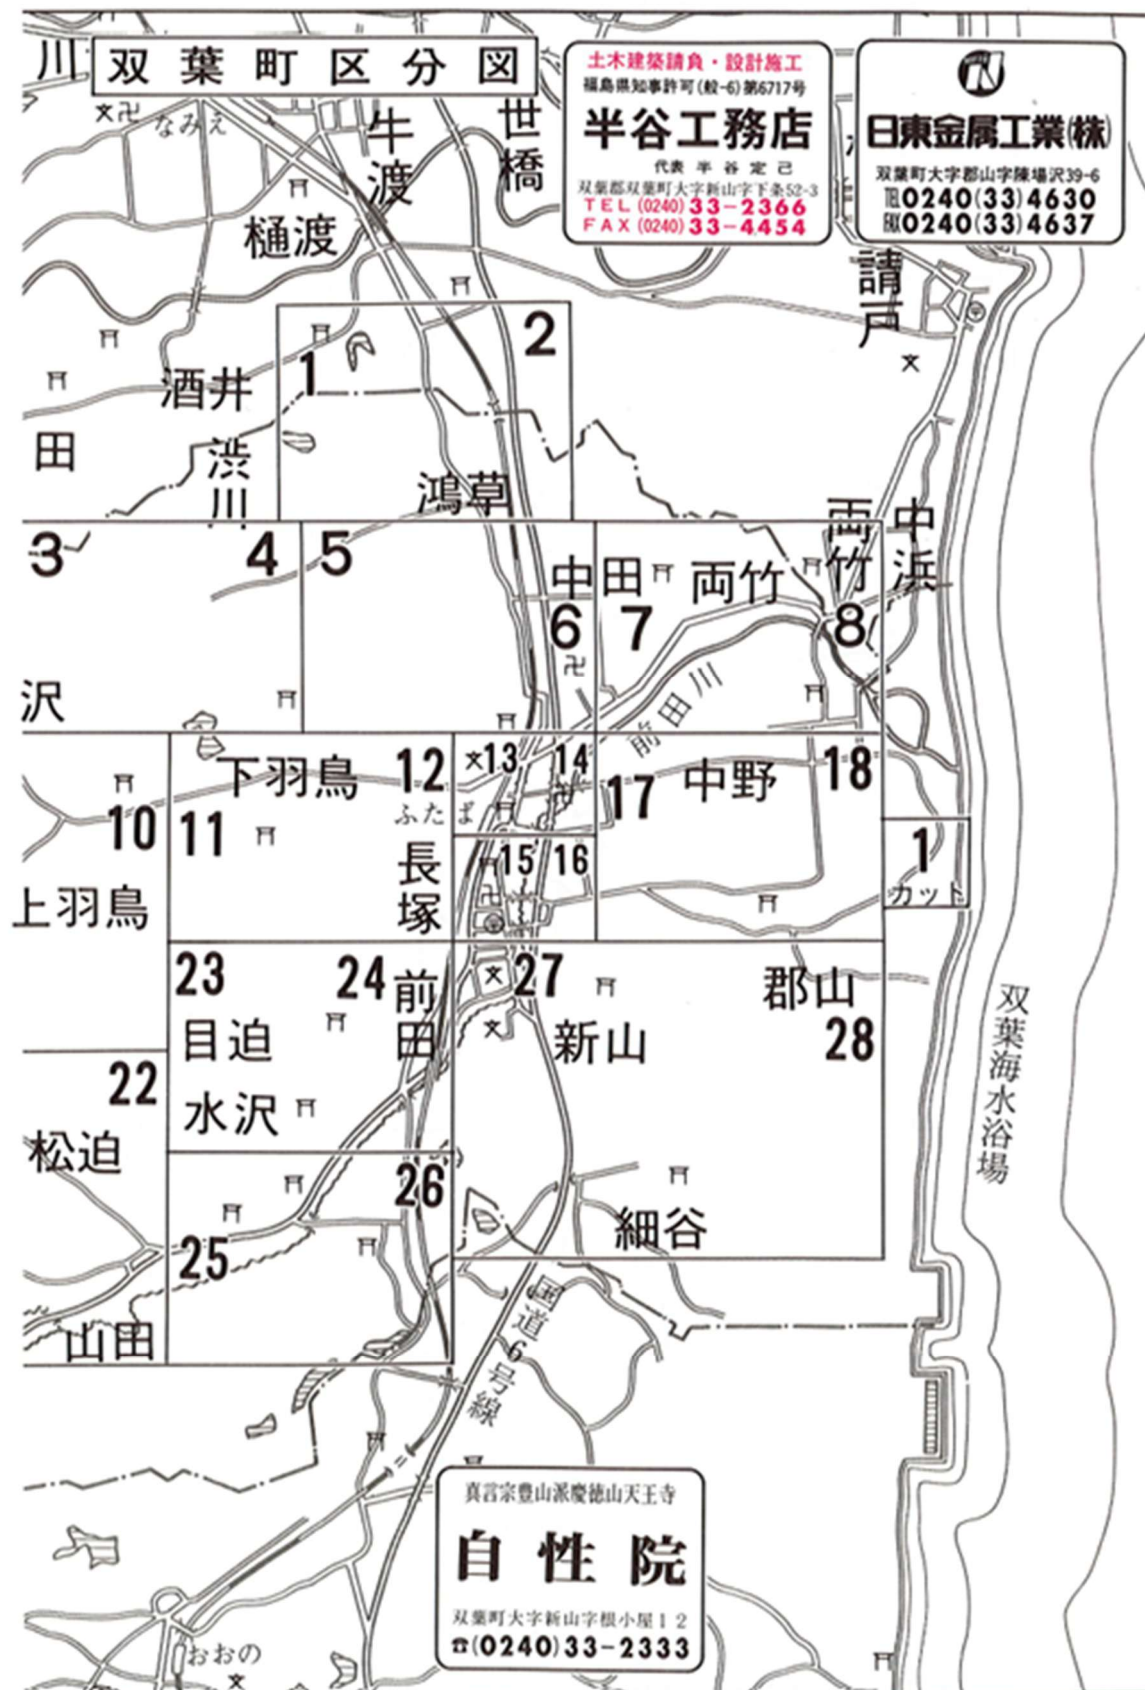 双葉町区分図
土木建築請負・設計施工
福島県知事許可(般-6)第6717号
半谷工務店
代表 半谷定己
双葉郡双葉町大字新山字下条52-3
TEL(0240)33-2366
FAX(0240)33-4454
日東金属工業(株)
双葉町大字郡山字陳場沢39-6
TEL0240(33)4630
FAX0240(33)4637
川
なみえ
牛渡
世橋
樋渡
請戸
1
2
酒井
田
渋川
鴻草
両竹
中浜
3
4
5
中田
両竹
6
7
8
沢
前田川
下羽鳥
12
13
14
中野
18
17
10
11
ふたば
長塚
15
16
1
カット
上羽鳥
23
24
前田
27
郡山
目迫
新山
28
双葉海水浴場
22
水沢
松迫
26
細谷
25
山田
国道6号線
真言宗豊山派慶徳山天王寺
自性院
双葉町大字新山字根小屋12
☎(0240)33-2333
おおの